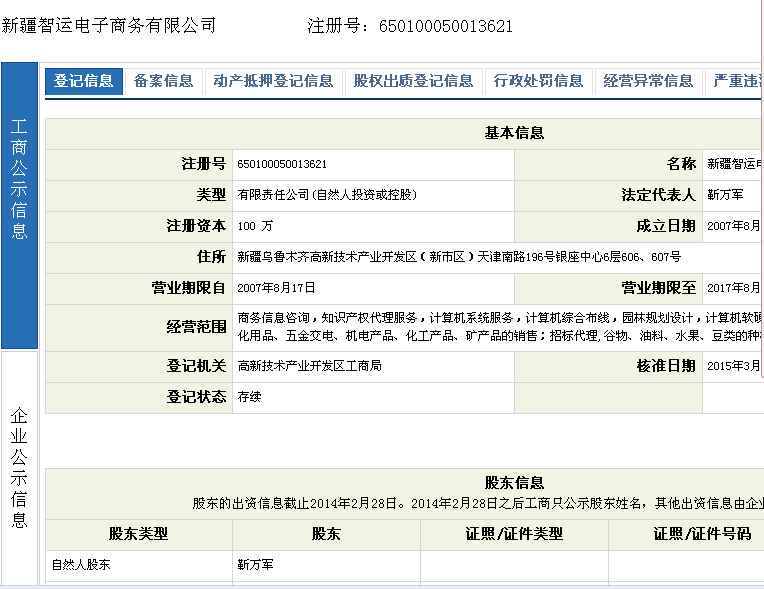 新疆智运电子商务有限公司 注册号：650100050013621
登记信息 备案信息 动产抵押登记信息 股权出质登记信息 行政处罚信息 经营异常信息 严重违
工商公示信息
基本信息
注册号 650100050013621 名称 新疆智运
类型 有限责任公司(自然人投资或控股) 法定代表人 靳万军
注册资本 100 万 成立日期 2007年8月
住所 新疆乌鲁木齐高新技术产业开发区（新市区）天津南路196号银座中心6层606、607号
营业期限自 2007年8月17日 营业期限至 2017年8月
经营范围 商务信息咨询，知识产权代理服务，计算机系统服务，计算机综合布线，园林规划设计，计算机软
化用品、五金交电、机电产品、化工产品、矿产品的销售；招标代理,谷物、油料、水果、豆类的种
登记机关 高新技术产业开发区工商局 核准日期 2015年3月
登记状态 存续
企业公示信息
股东信息
股东的出资信息截止2014年2月28日。2014年2月28日之后工商只公示股东姓名，其他出资信息由企
股东类型 股东 证照/证件类型 证照/证件号码
自然人股东 靳万军